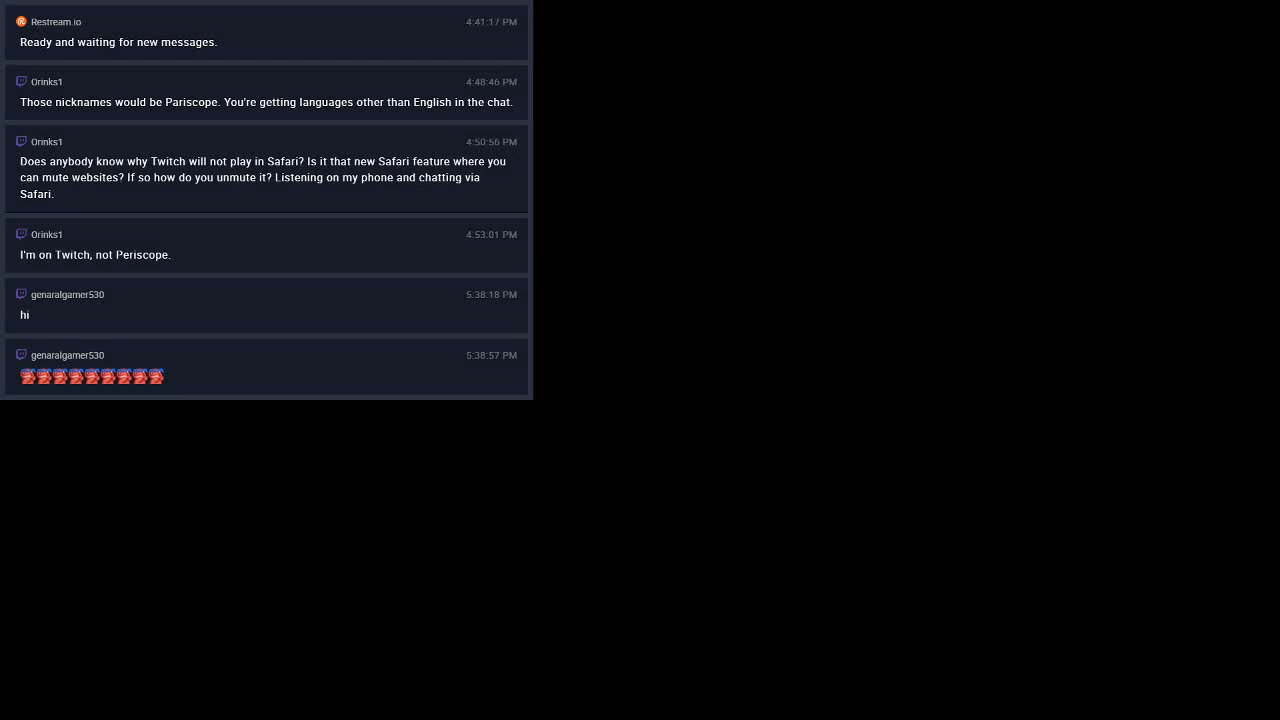 Restream.io 4:41:17 PM
Ready and waiting for new messages.
Orinks1 4:48:46 PM
Those nicknames would be Pariscope. You're getting languages other than English in the chat.
Orinks1 4:50:56 PM
Does anybody know why Twitch will not play in Safari? Is it that new Safari feature where you
can mute websites? If so how do you unmute it? Listening on my phone and chatting via
Safari.
Orinks1 4:53:01 PM
I'm on Twitch, not Periscope.
genaralgamer530 5:38:18 PM
hi
genaralgamer530 5:38:57 PM